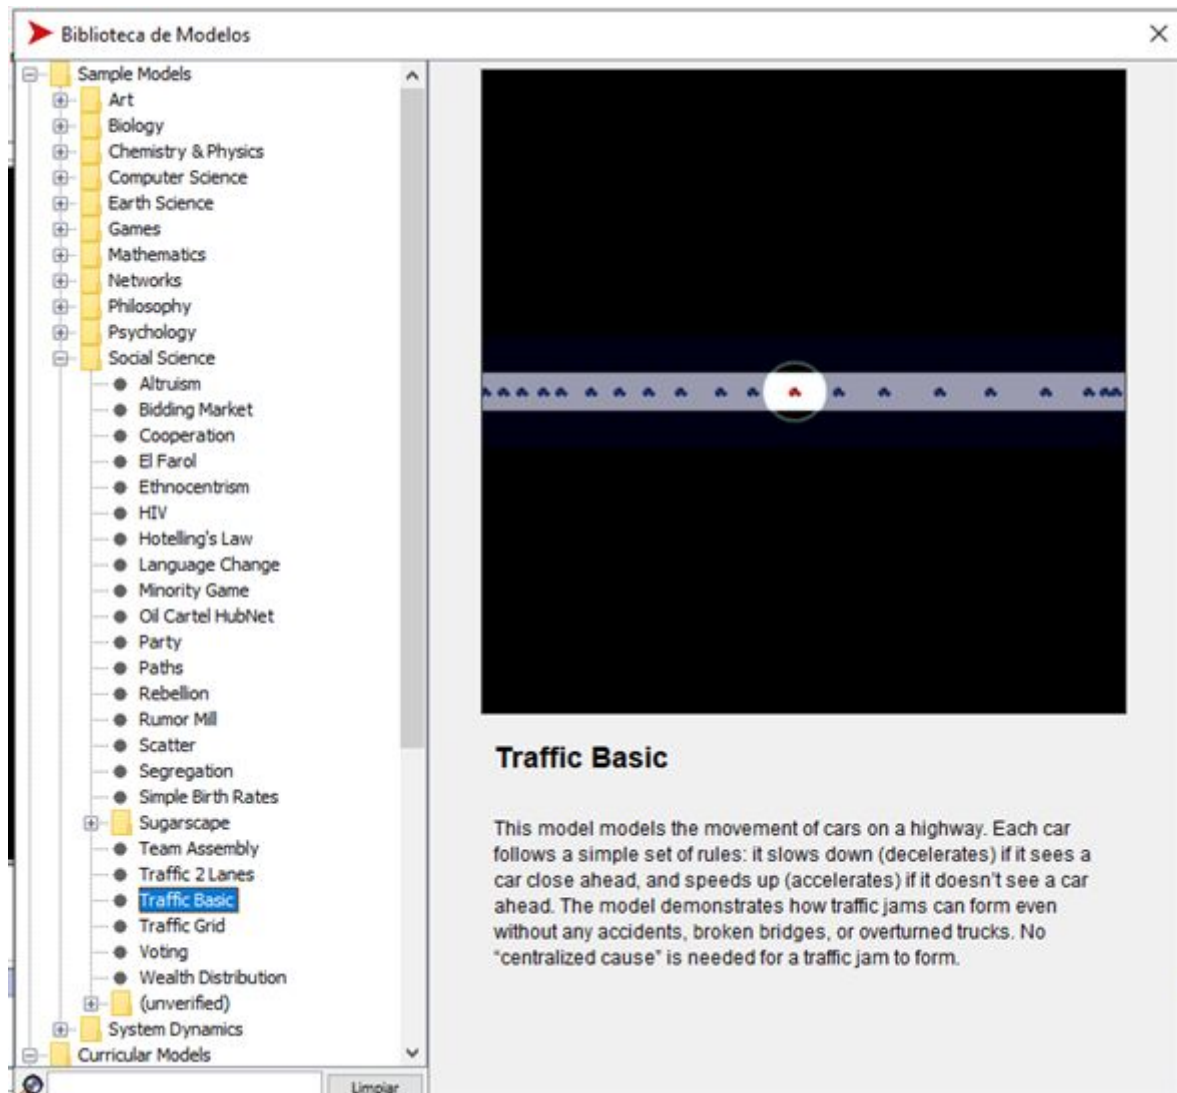 Biblioteca de Modelos
Sample Models
Art
Biology
Chemistry & Physics
Computer Science
Earth Science
Games
Mathematics
Networks
Philosophy
Psychology
Social Science
Altruism
Bidding Market
Cooperation
El Farol
Ethnocentrism
HIV
Hotelling's Law
Language Change
Minority Game
Oil Cartel HubNet
Party
Paths
Rebellion
Rumor Mill
Scatter
Segregation
Simple Birth Rates
Sugarscape
Team Assembly
Traffic 2 Lanes
Traffic Basic
Traffic Grid
Voting
Wealth Distribution
(unverified)
System Dynamics
Curricular Models
Limpiar
Traffic Basic
This model models the movement of cars on a highway. Each car
follows a simple set of rules: it slows down (decelerates) if it sees a
car close ahead, and speeds up (accelerates) if it doesn't see a car
ahead. The model demonstrates how traffic jams can form even
without any accidents, broken bridges, or overturned trucks. No
“centralized cause” is needed for a traffic jam to form.